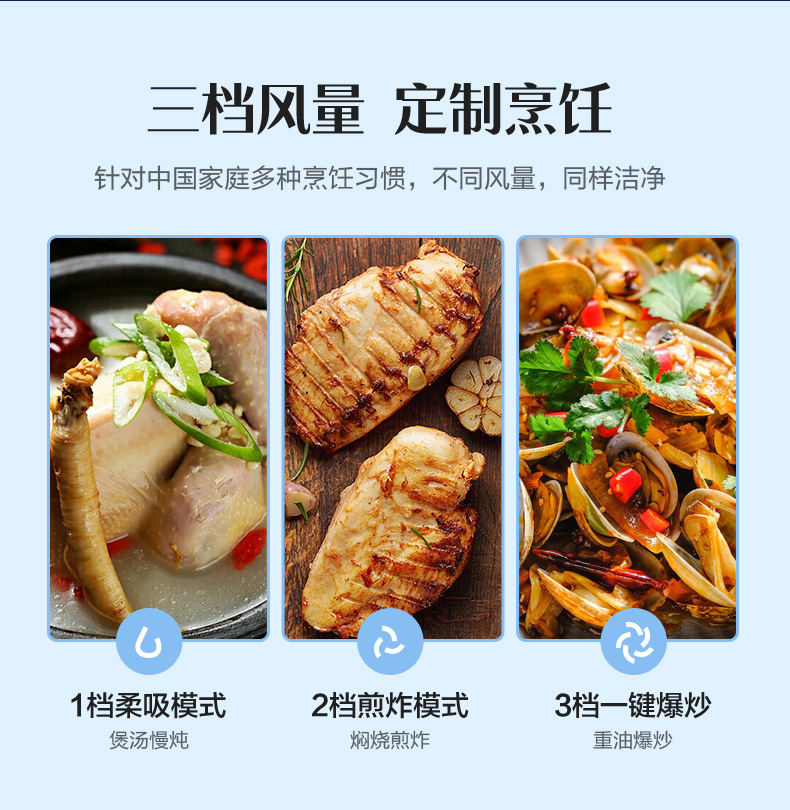 三档风量 定制烹饪
针对中国家庭多种烹饪习惯，不同风量，同样洁净
1档柔吸模式
煲汤慢炖
2档煎炸模式
焖烧煎炸
3档一键爆炒
重油爆炒